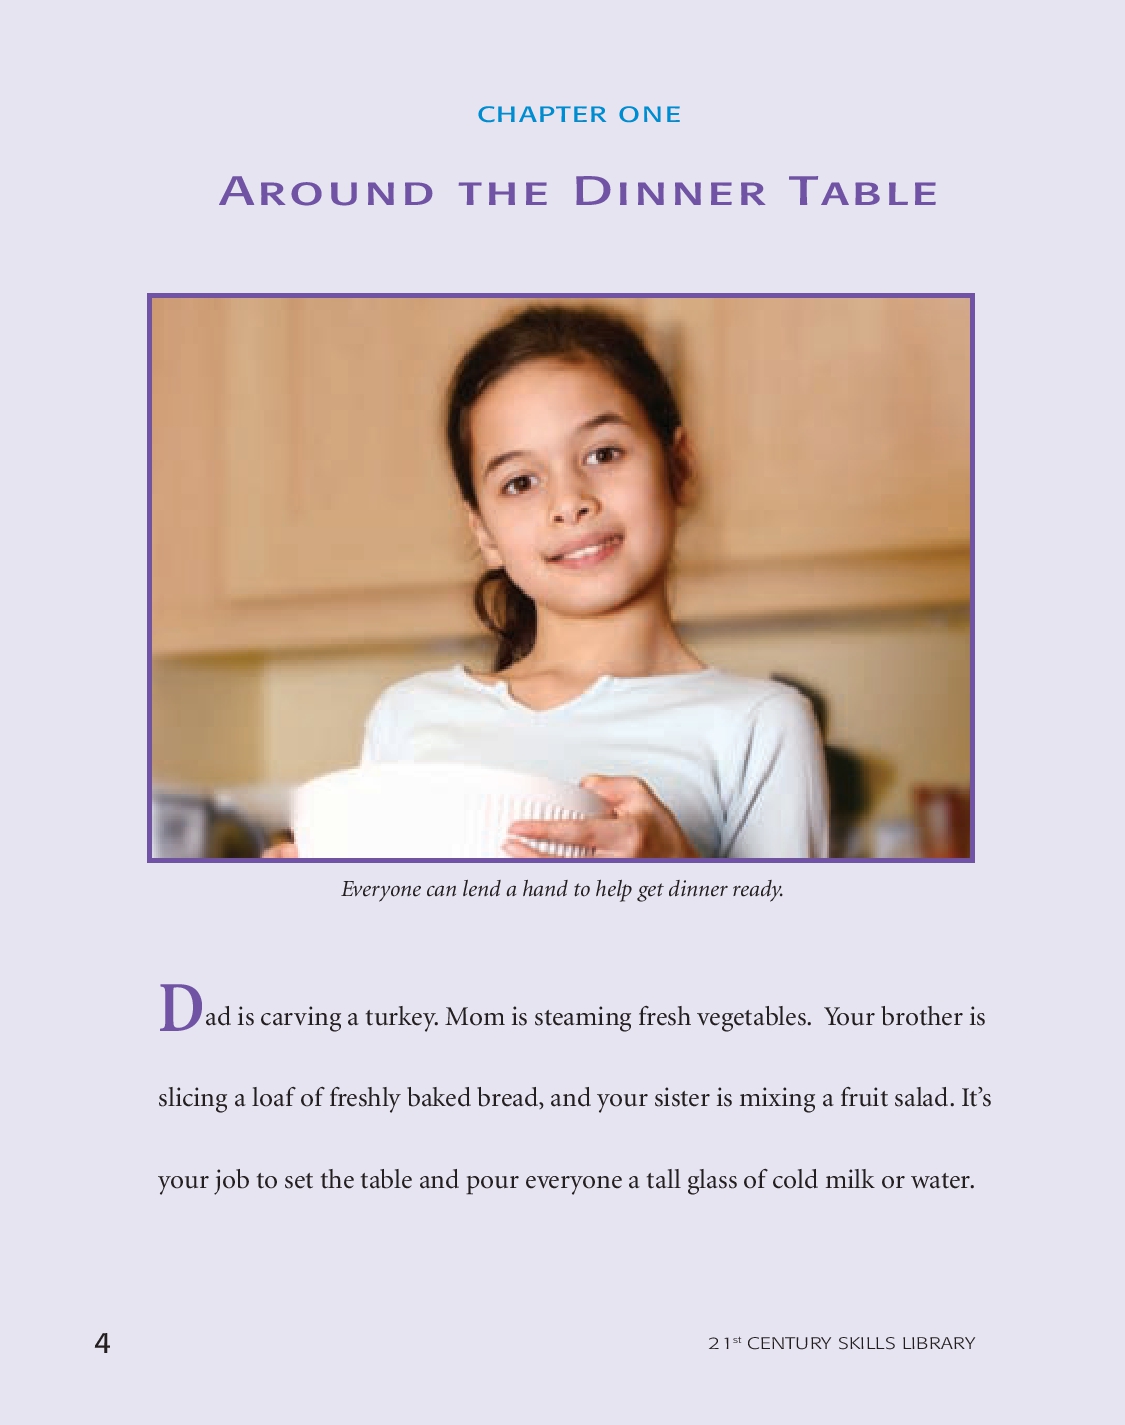 CHAPTER ONE
AROUND THE DINNER TABLE
Everyone can lend a hand to help get dinner ready.
Dad is carving a turkey. Mom is steaming fresh vegetables.  Your brother is
slicing a loaf of freshly baked bread, and your sister is mixing a fruit salad. It’s
your job to set the table and pour everyone a tall glass of cold milk or water.
4
21st CENTURY SKILLS LIBRARY